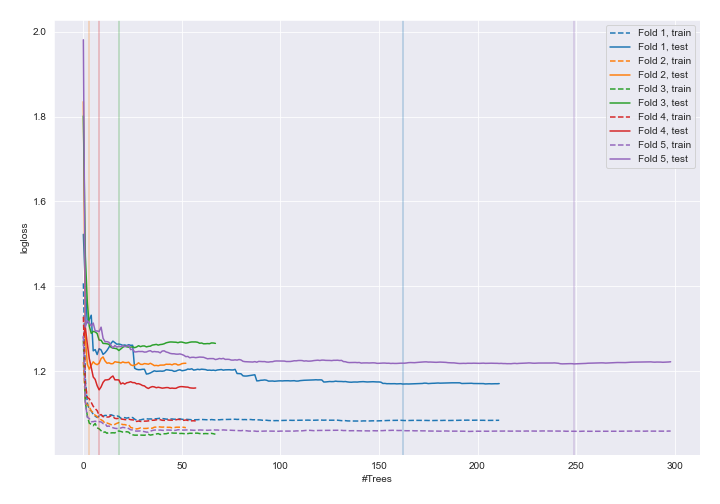 2.0
1.8
1.6
1.4
1.2
logloss
0
50
100
150
200
250
300
#Trees
Fold 1, train
Fold 1, test
Fold 2, train
Fold 2, test
Fold 3, train
Fold 3, test
Fold 4, train
Fold 4, test
Fold 5, train
Fold 5, test